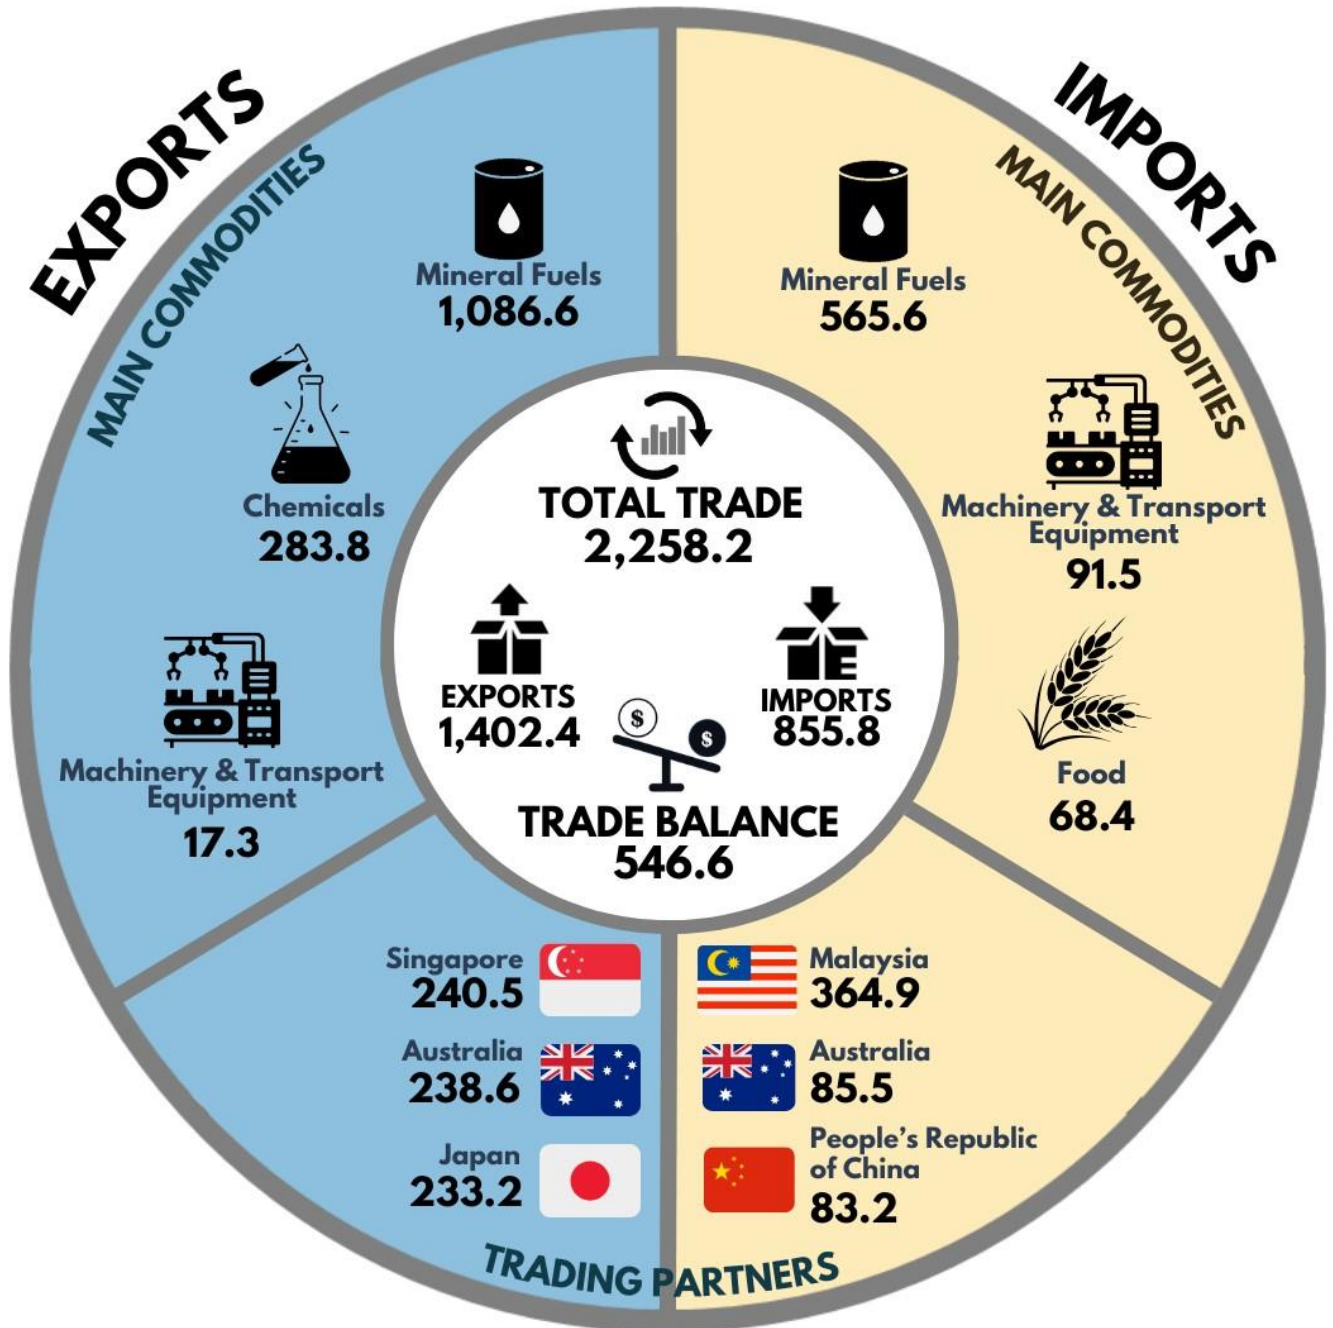 EXPORTS
MAIN COMMODITIES
Mineral Fuels
1,086.6
Chemicals
283.8
Machinery & Transport
Equipment
17.3
IMPORTS
MAIN COMMODITIES
Mineral Fuels
565.6
Machinery & Transport
Equipment
91.5
Food
68.4
TOTAL TRADE
2,258.2
EXPORTS
1,402.4
IMPORTS
855.8
$
$
TRADE BALANCE
546.6
Singapore
240.5
Australia
238.6
Japan
233.2
Malaysia
364.9
Australia
85.5
People's Republic
of China
83.2
TRADING PARTNERS